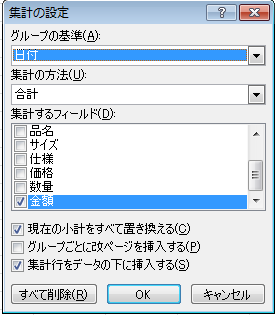 集計の設定
グループの基準(A):
日付
集計の方法(U):
合計
集計するフィールド(D):
品名
サイズ
仕様
価格
数量
金額
現在の小計をすべて置き換える(C)
グループごとに改ページを挿入する(P)
集計行をデータの下に挿入する(S)
すべて削除(R) OK キャンセル